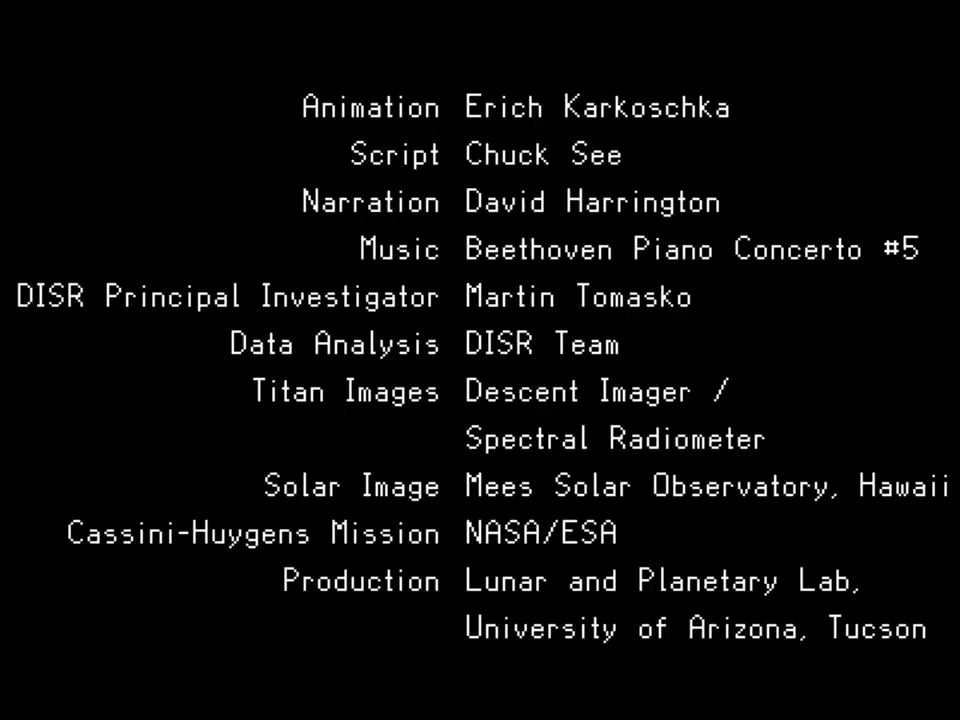 Animation Erich Karkoschka
Script Chuck See
Narration David Harrington
Music Beethoven Piano Concerto #5
DISR Principal Investigator Martin Tomasko
Data Analysis DISR Team
Titan Images Descent Imager /
Spectral Radiometer
Solar Image Mees Solar Observatory, Hawaii
Cassini-Huygens Mission NASA/ESA
Production Lunar and Planetary Lab,
University of Arizona, Tucson